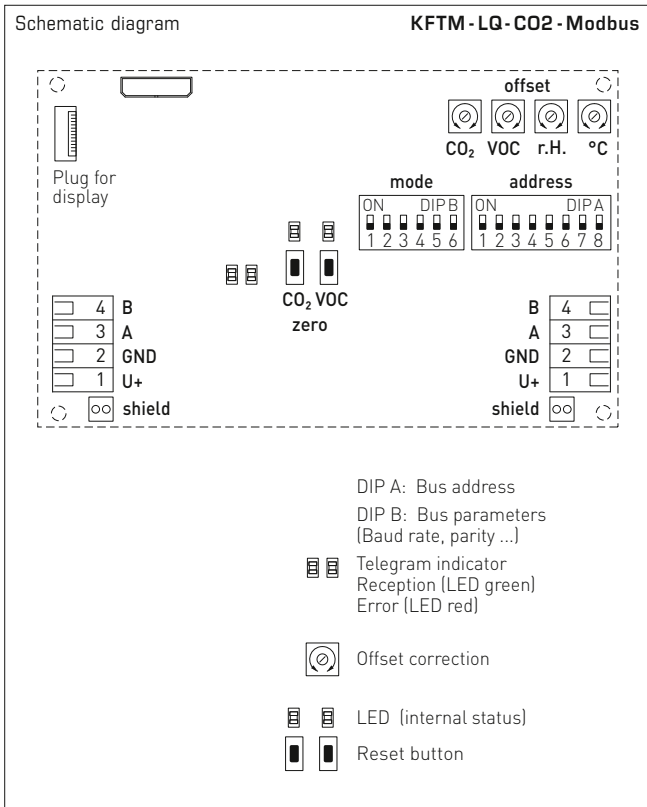 Schematic diagram
KFTM-LQ-CO2-Modbus
offset
CO₂ VOC r.H. °C
Plug for
display
mode
address
ON DIP B
1 2 3 4 5 6
ON DIP A
1 2 3 4 5 6 7 8
CO₂ VOC
zero
4 B
3 A
2 GND
1 U+
shield
B 4
A 3
GND 2
U+ 1
shield
DIP A: Bus address
DIP B: Bus parameters
(Baud rate, parity ...)
Telegram indicator
Reception (LED green)
Error (LED red)
Offset correction
LED (internal status)
Reset button